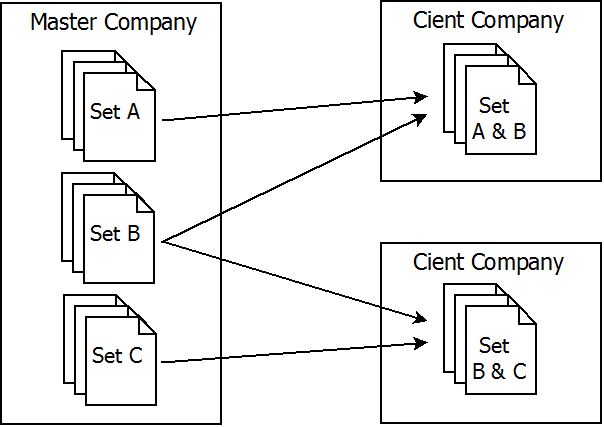 Master Company
Set A
Set B
Set C
Cient Company
Set
A & B
Cient Company
Set
B & C